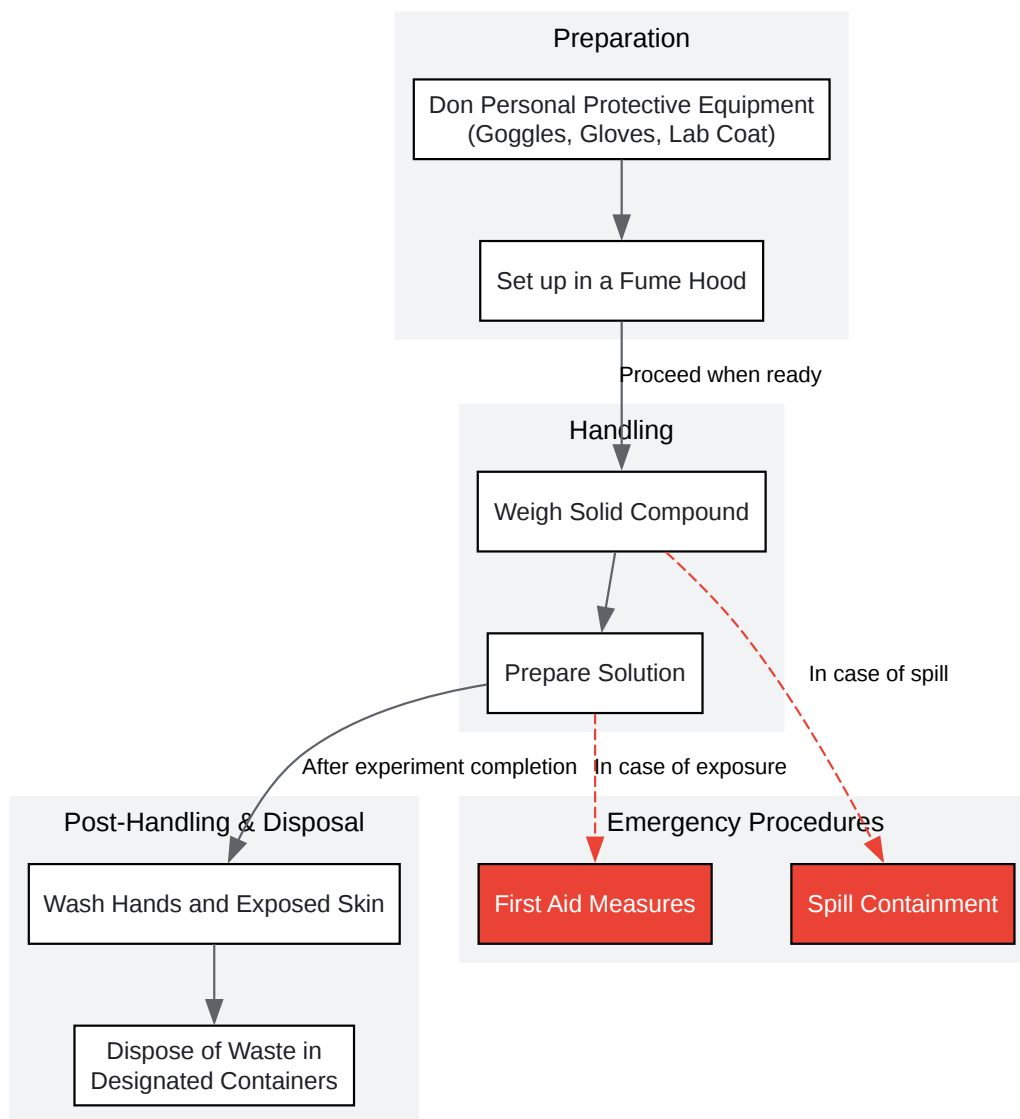 Preparation
Don Personal Protective Equipment
(Goggles, Gloves, Lab Coat)
Set up in a Fume Hood
Proceed when ready
Handling
Weigh Solid Compound
Prepare Solution
In case of spill
After experiment completion
In case of exposure
Post-Handling & Disposal
Wash Hands and Exposed Skin
Dispose of Waste in
Designated Containers
Emergency Procedures
First Aid Measures
Spill Containment